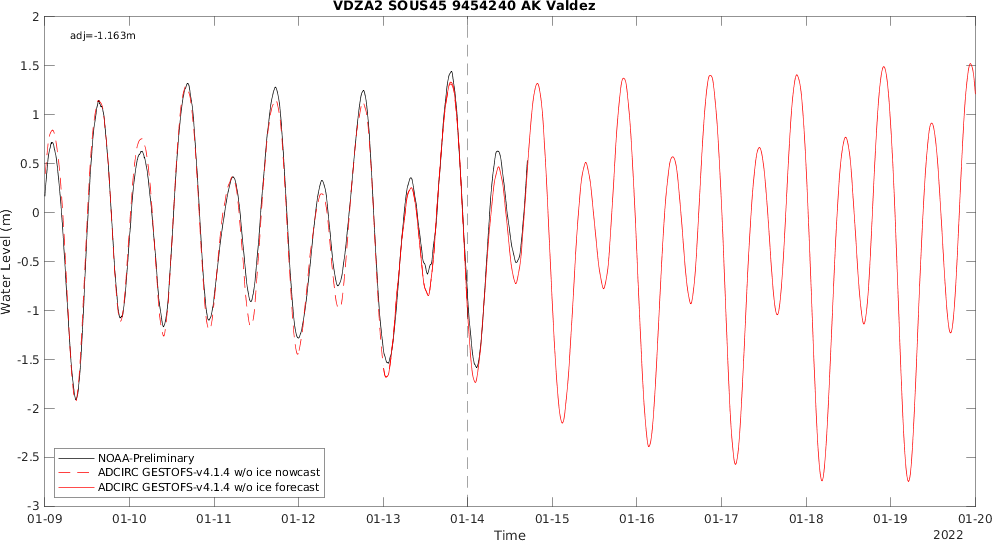 VDZA2 SOUS45 9454240 AK Valdez
adj=-1.163m
2
1.5
1
0.5
0
-0.5
-1
-1.5
-2
-2.5
-3
Water Level (m)
NOAA-Preliminary
ADCIRC GESTOFS-v4.1.4 w/o ice nowcast
ADCIRC GESTOFS-v4.1.4 w/o ice forecast
01-09 01-10 01-11 01-12 01-13 01-14 01-15 01-16 01-17 01-18 01-19 01-20
Time
2022